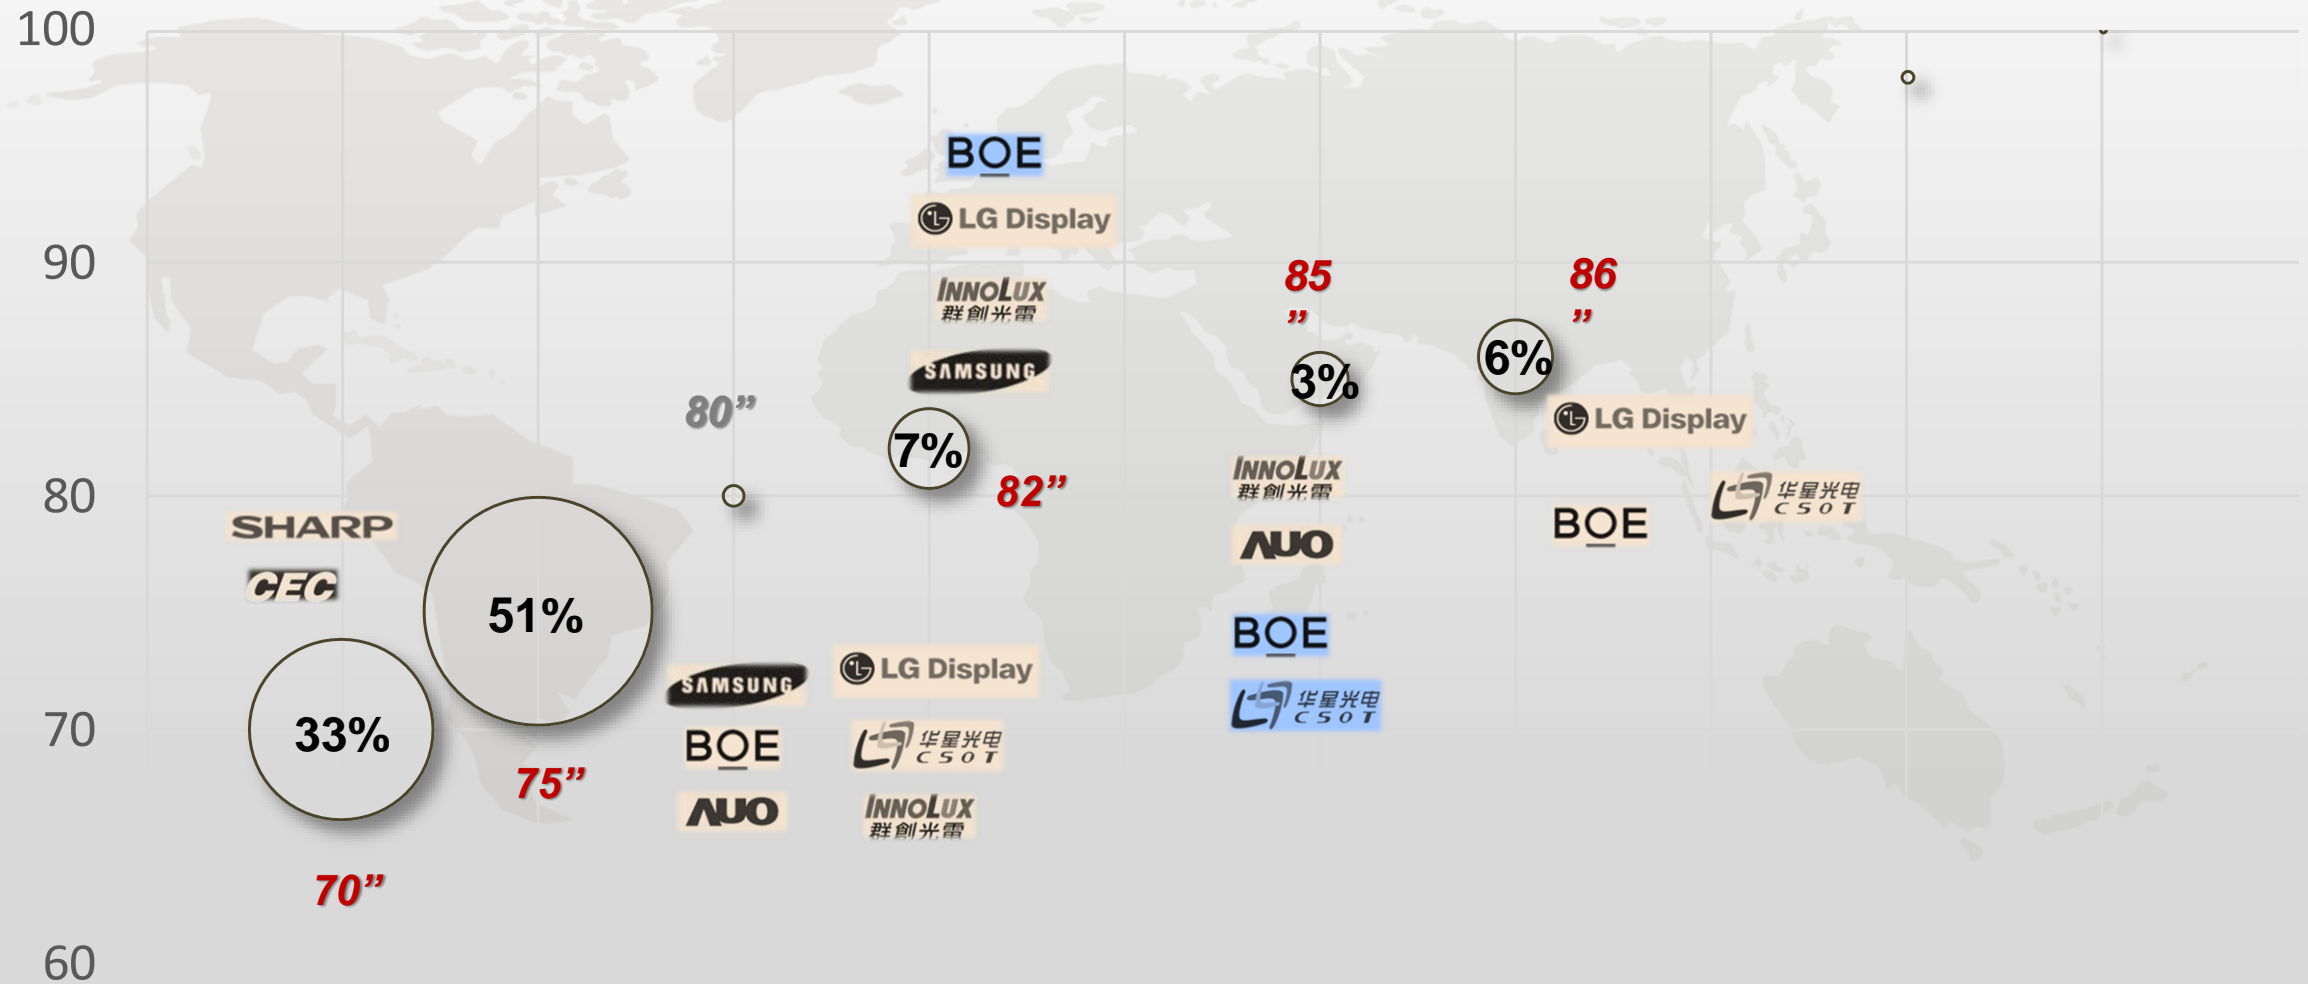 100
90
80
70
60
BOE
LG Display
INNOLUX
群創光電
SAMSUNG
7%
82”
80”
85
”
3%
86
”
6%
LG Display
BOE
华星光电
CSOT
INNOLUX
群創光電
AUO
BOE
华星光电
CSOT
SHARP
CEC
33%
70”
51%
75”
SAMSUNG
BOE
AUO
LG Display
华星光电
CSOT
INNOLUX
群創光電